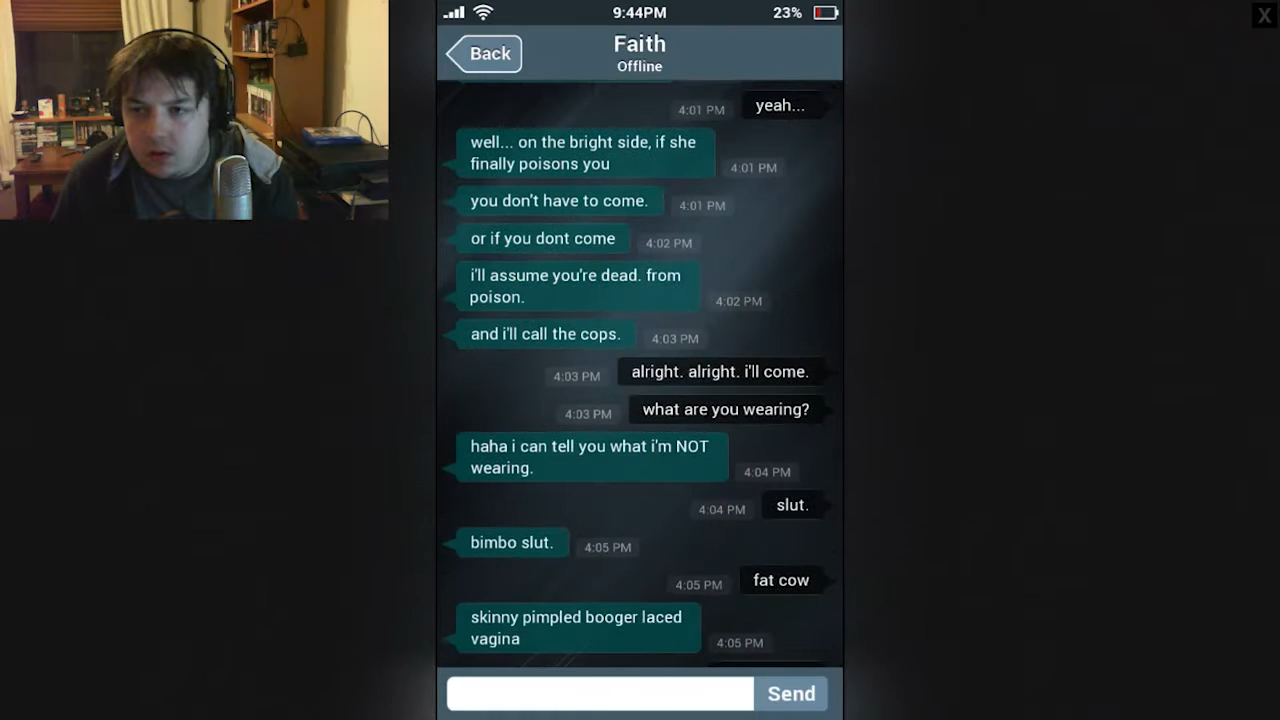 9:44PM
23%
X
Back
Faith
Offline
4:01 PM
yeah...
well... on the bright side, if she
finally poisons you
4:01 PM
you don't have to come.
4:01 PM
or if you dont come
4:02 PM
i'll assume you're dead. from
poison.
4:02 PM
and i'll call the cops.
4:03 PM
4:03 PM
alright. alright. i'll come.
4:03 PM
what are you wearing?
haha i can tell you what i'm NOT
wearing.
4:04 PM
4:04 PM
slut.
bimbo slut.
4:05 PM
4:05 PM
fat cow
skinny pimpled booger laced
vagina
4:05 PM
Send